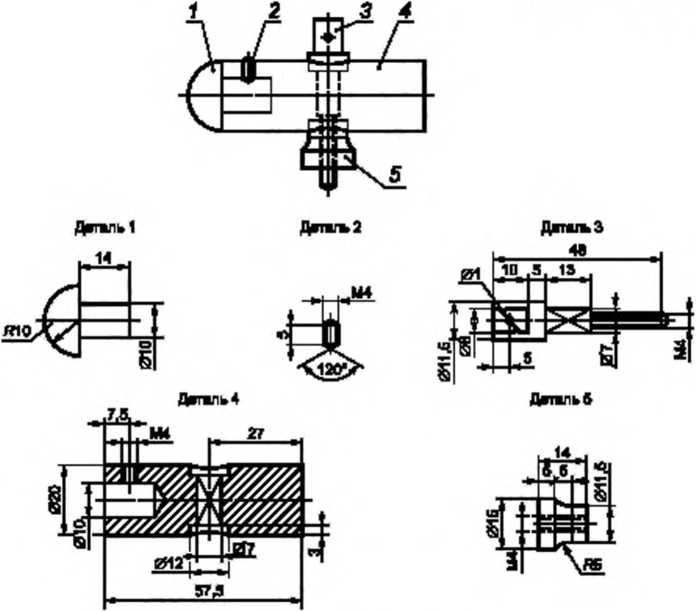 1 2 3 4
5
Деталь 1 Деталь 2 Деталь 3
14
R10
Ø10
M4
5
120°
48
Ø1 10 5 13
Ø11,5
Ø8
5
Ø7
M4
Деталь 4 Деталь 5
7,5
M4
27
Ø20
Ø10
Ø12
Ø7
3
57,5
14
6 5
Ø11,5
Ø16
M4
R5